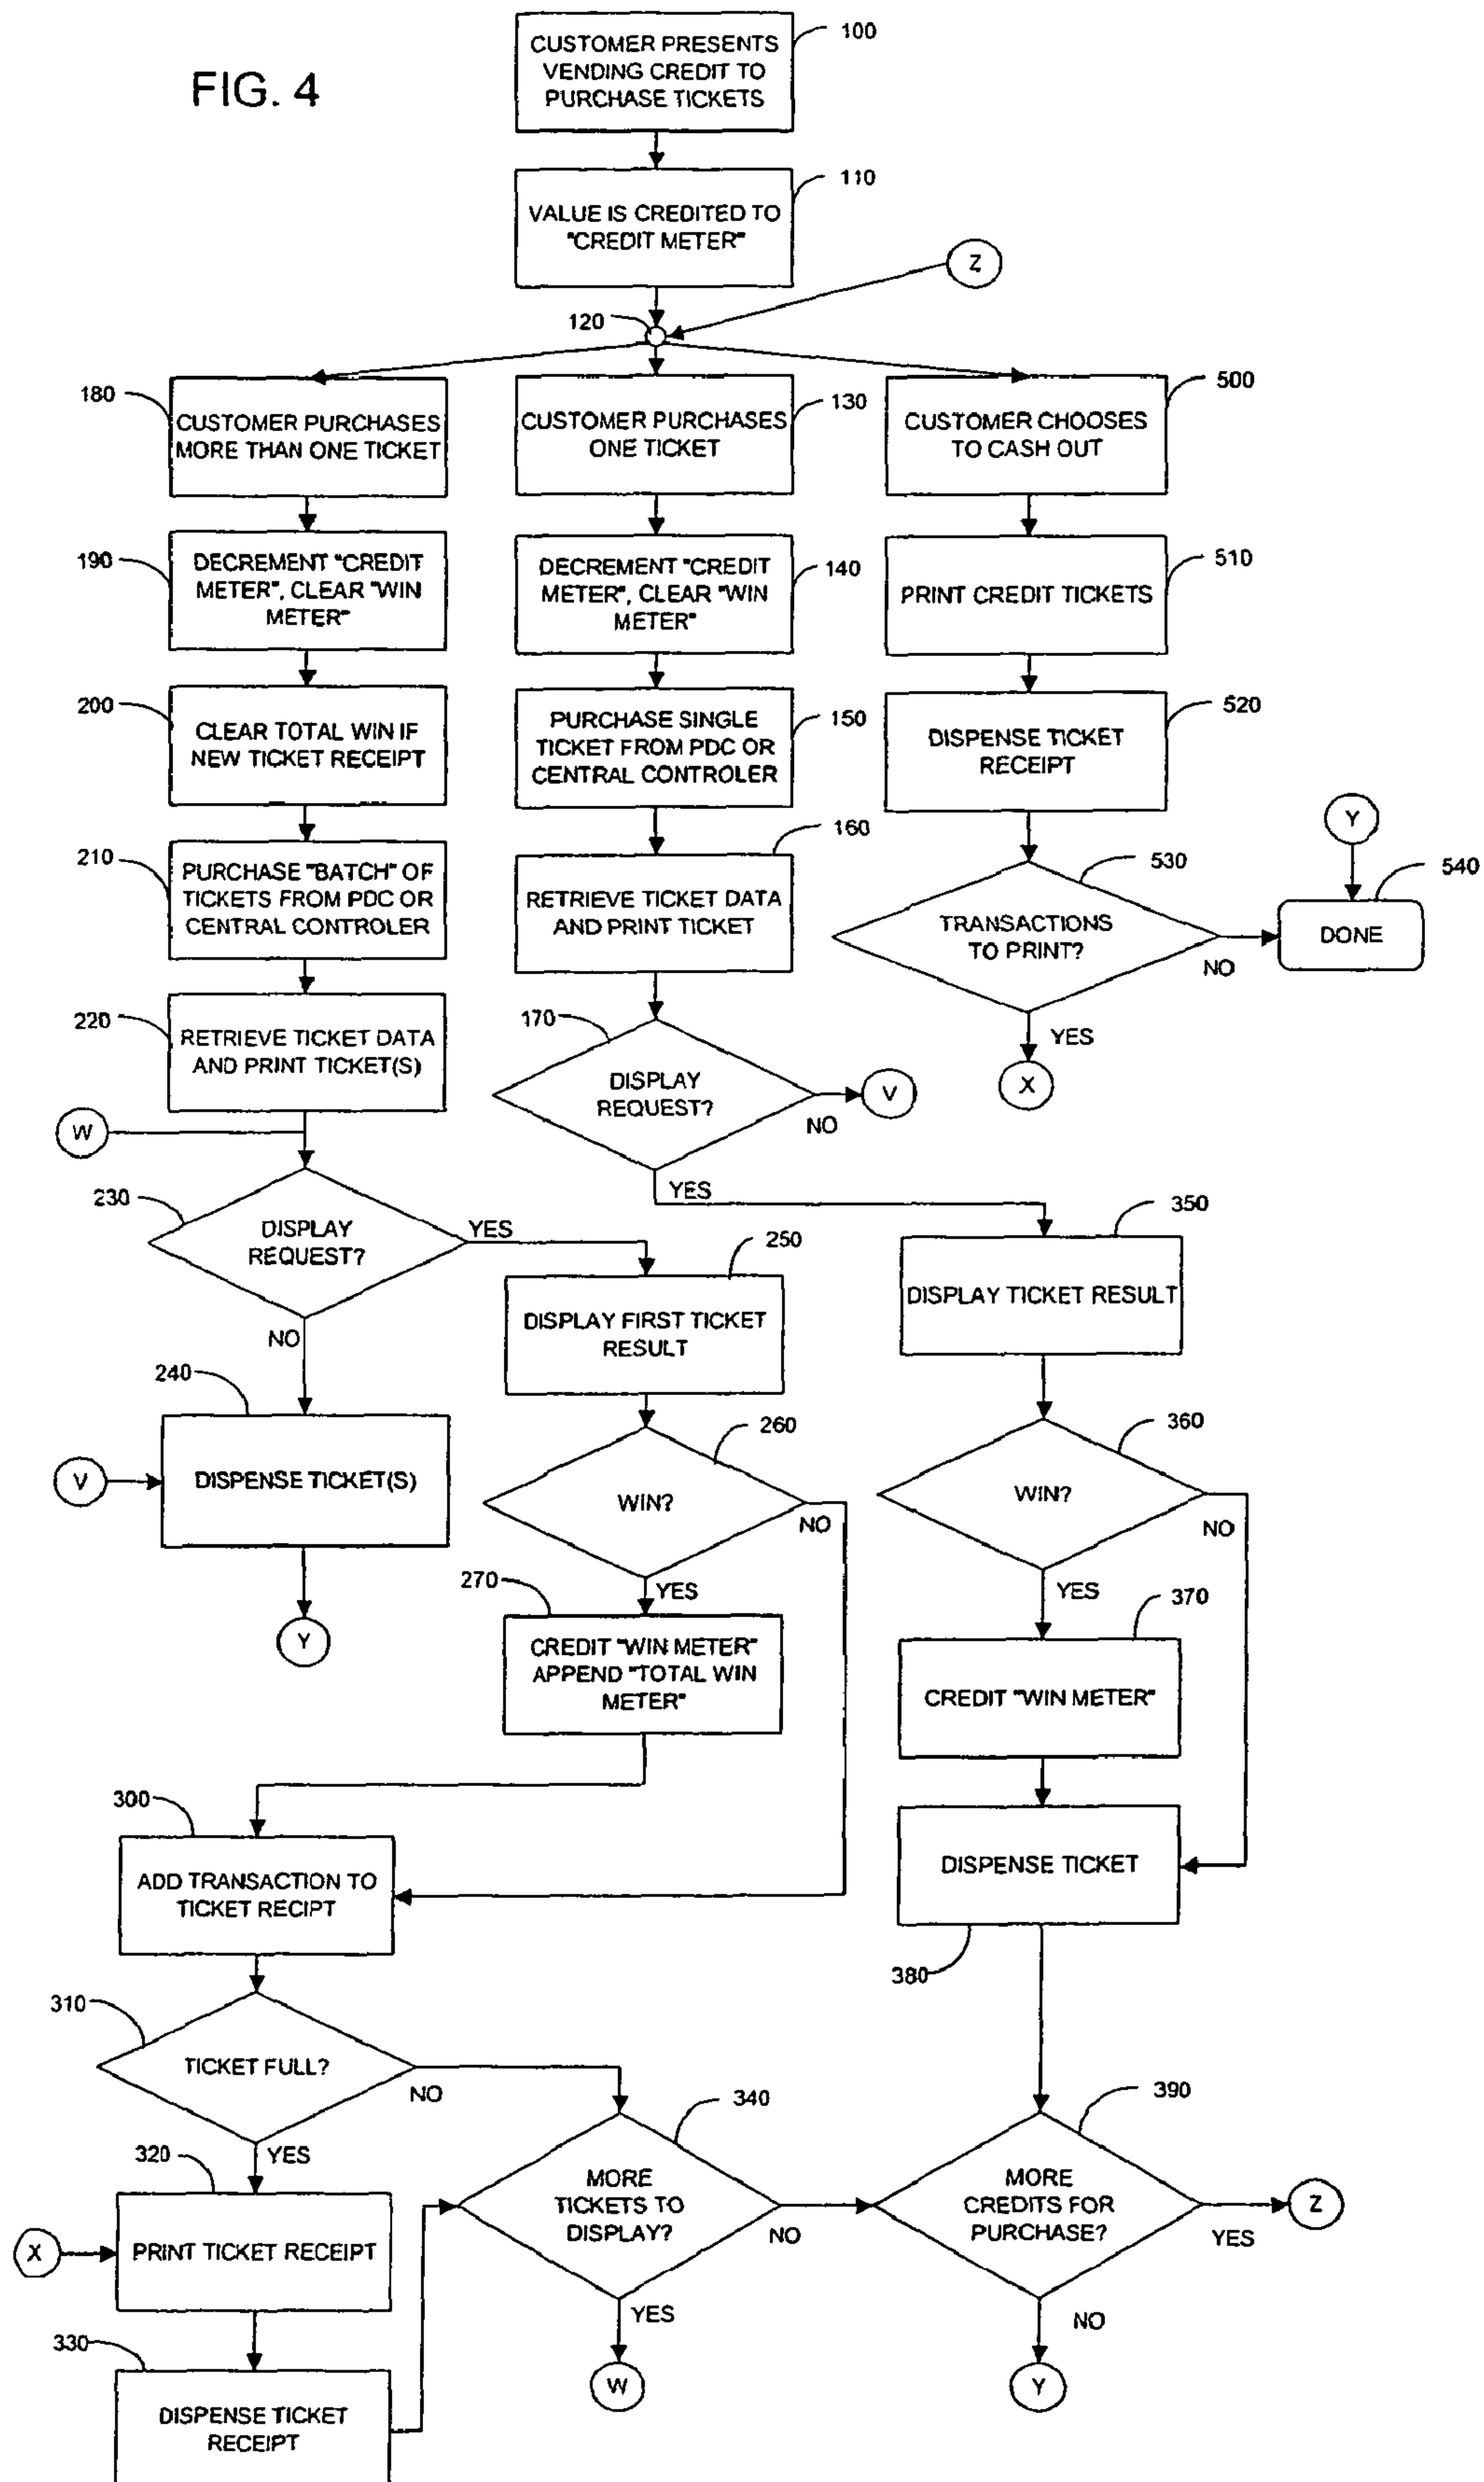 FIG. 4
100
CUSTOMER PRESENTS
VENDING CREDIT TO
PURCHASE TICKETS
110
VALUE IS CREDITED TO
"CREDIT METER"
Z
120
180
CUSTOMER PURCHASES
MORE THAN ONE TICKET
130
CUSTOMER PURCHASES
ONE TICKET
500
CUSTOMER CHOOSES
TO CASH OUT
190
DECREMENT "CREDIT
METER", CLEAR "WIN
METER"
140
DECREMENT "CREDIT
METER", CLEAR "WIN
METER"
510
PRINT CREDIT TICKETS
200
CLEAR TOTAL WIN IF
NEW TICKET RECEIPT
150
PURCHASE SINGLE
TICKET FROM PDC OR
CENTRAL CONTROLER
520
DISPENSE TICKET
RECEIPT
210
PURCHASE "BATCH" OF
TICKETS FROM PDC OR
CENTRAL CONTROLER
160
RETRIEVE TICKET DATA
AND PRINT TICKET
530
TRANSACTIONS
TO PRINT?
NO
YES
X
Y
540
DONE
220
RETRIEVE TICKET DATA
AND PRINT TICKET(S)
170
DISPLAY
REQUEST?
NO
V
YES
W
230
DISPLAY
REQUEST?
YES
NO
250
DISPLAY FIRST TICKET
RESULT
350
DISPLAY TICKET RESULT
240
DISPENSE TICKET(S)
V
Y
260
WIN?
NO
YES
360
WIN?
NO
YES
270
CREDIT "WIN METER"
APPEND "TOTAL WIN
METER"
370
CREDIT "WIN METER"
300
ADD TRANSACTION TO
TICKET RECIPT
DISPENSE TICKET
380
310
TICKET FULL?
NO
YES
340
MORE
TICKETS TO
DISPLAY?
NO
YES
W
390
MORE
CREDITS FOR
PURCHASE?
YES
Z
NO
Y
320
X
PRINT TICKET RECEIPT
330
DISPENSE TICKET
RECEIPT